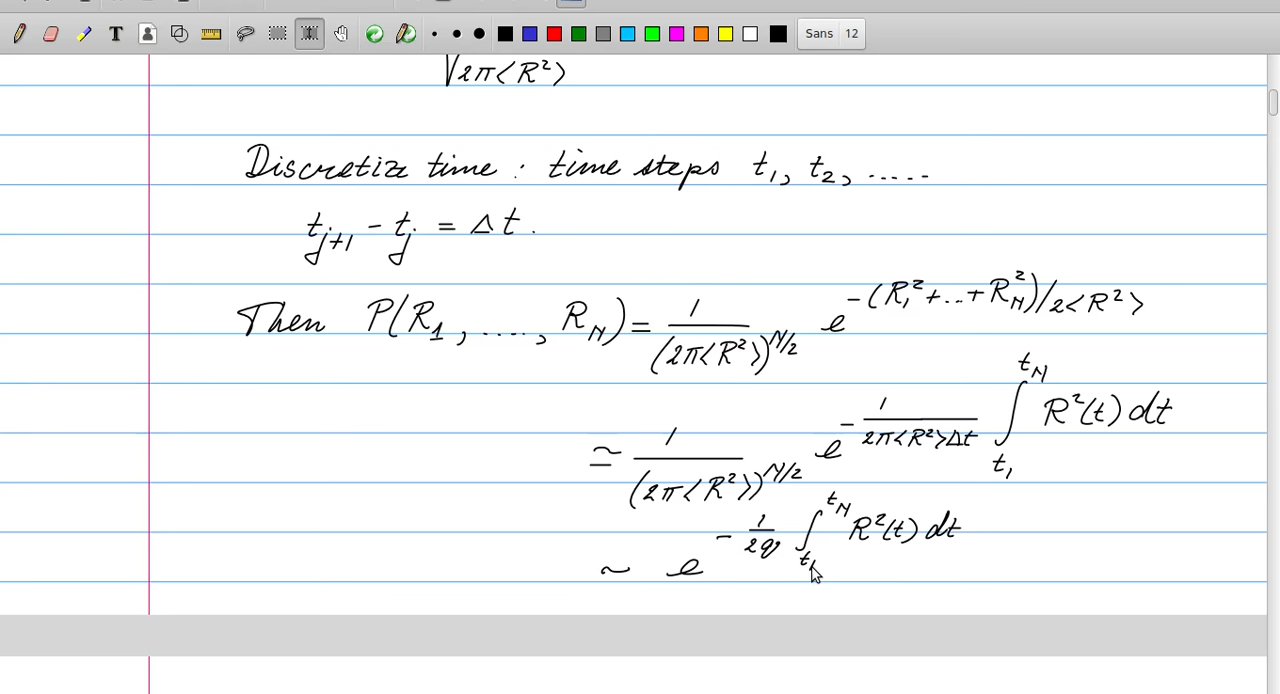 Sans 12
√2π<R²>
Discretize time : time steps t₁, t₂, .....
t_{j+1} - t_j = Δt .
Then P(R₁, ...., R_N) = 1/(2π<R²>)^{N/2} e^{-(R₁²+...+R_N²)/2<R²>}
≃ 1/(2π<R²>)^{N/2} e^{-1/(2π<R²>Δt) ∫_{t₁}^{t_N} R²(t) dt}
~ e^{-1/(2q) ∫_{t₁}^{t_N} R²(t) dt}